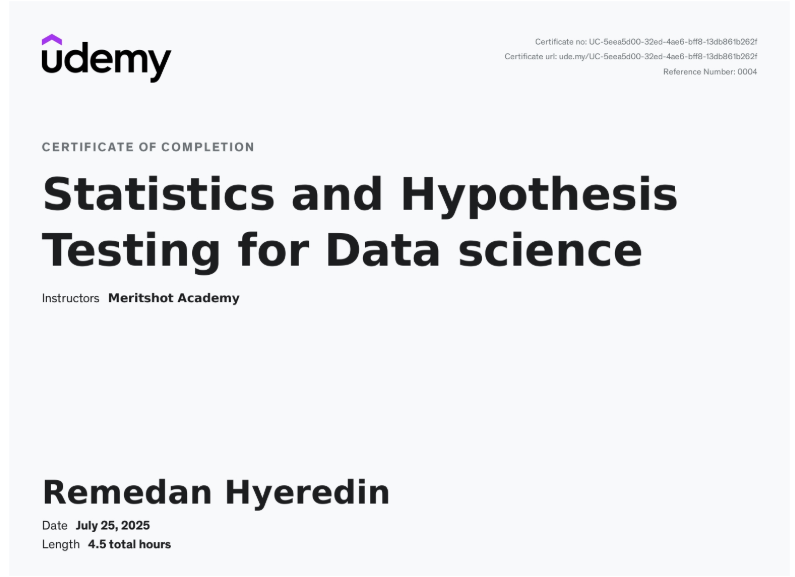 udemy
Certificate no: UC-5eea5d00-32ed-4ae6-bff8-13db861b262f
Certificate url: ude.my/UC-5eea5d00-32ed-4ae6-bff8-13db861b262f
Reference Number: 0004
CERTIFICATE OF COMPLETION
Statistics and Hypothesis
Testing for Data science
Instructors Meritshot Academy
Remedan Hyeredin
Date July 25, 2025
Length 4.5 total hours